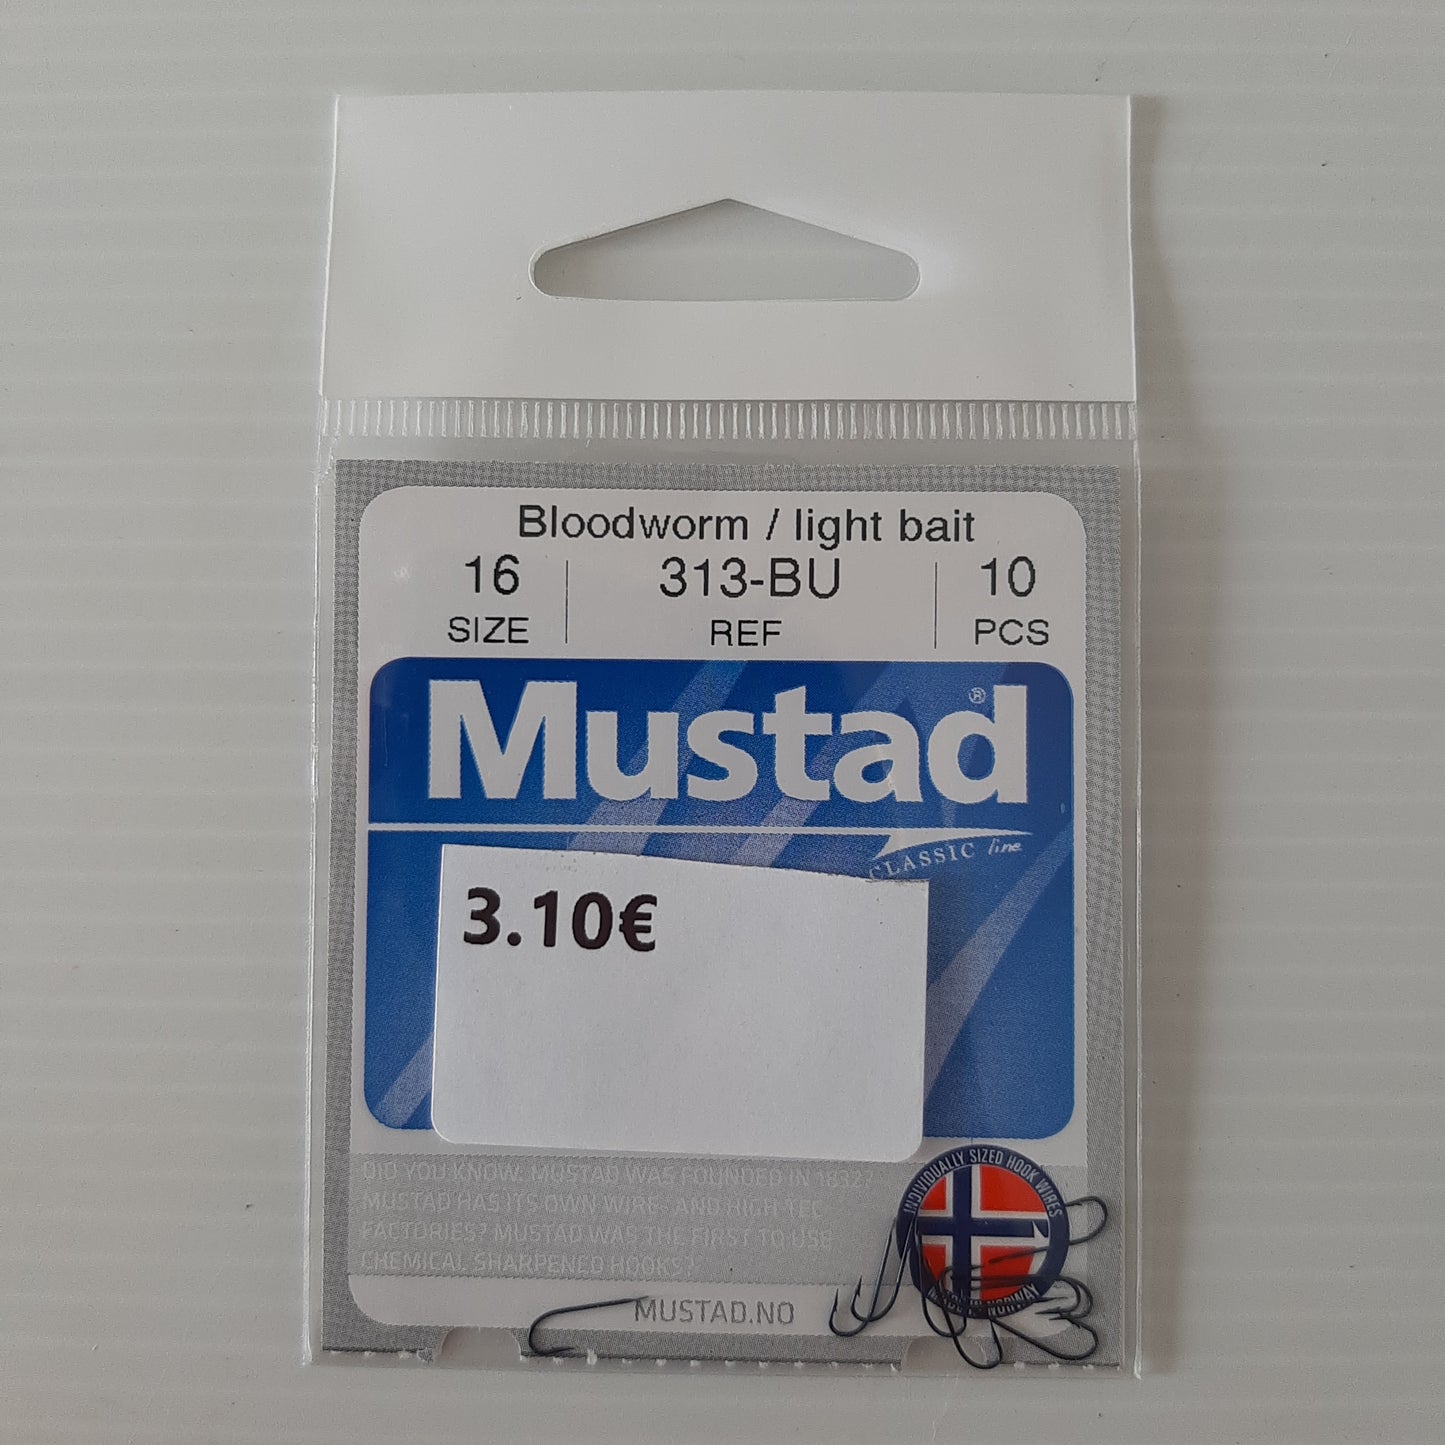 Bloodworm / light bait
16 313-BU 10
SIZE REF PCS
Mustad®
CLASSIC line
3.10€
DID YOU KNOW: MUSTAD WAS FOUNDED IN 1832?
MUSTAD HAS ITS OWN WIRE- AND HIGH-TEC
FACTORIES? MUSTAD WAS THE FIRST TO USE
CHEMICAL SHARPENED HOOKS?
INDIVIDUALLY SIZED HOOK WIRES
NORWAY
MUSTAD.NO